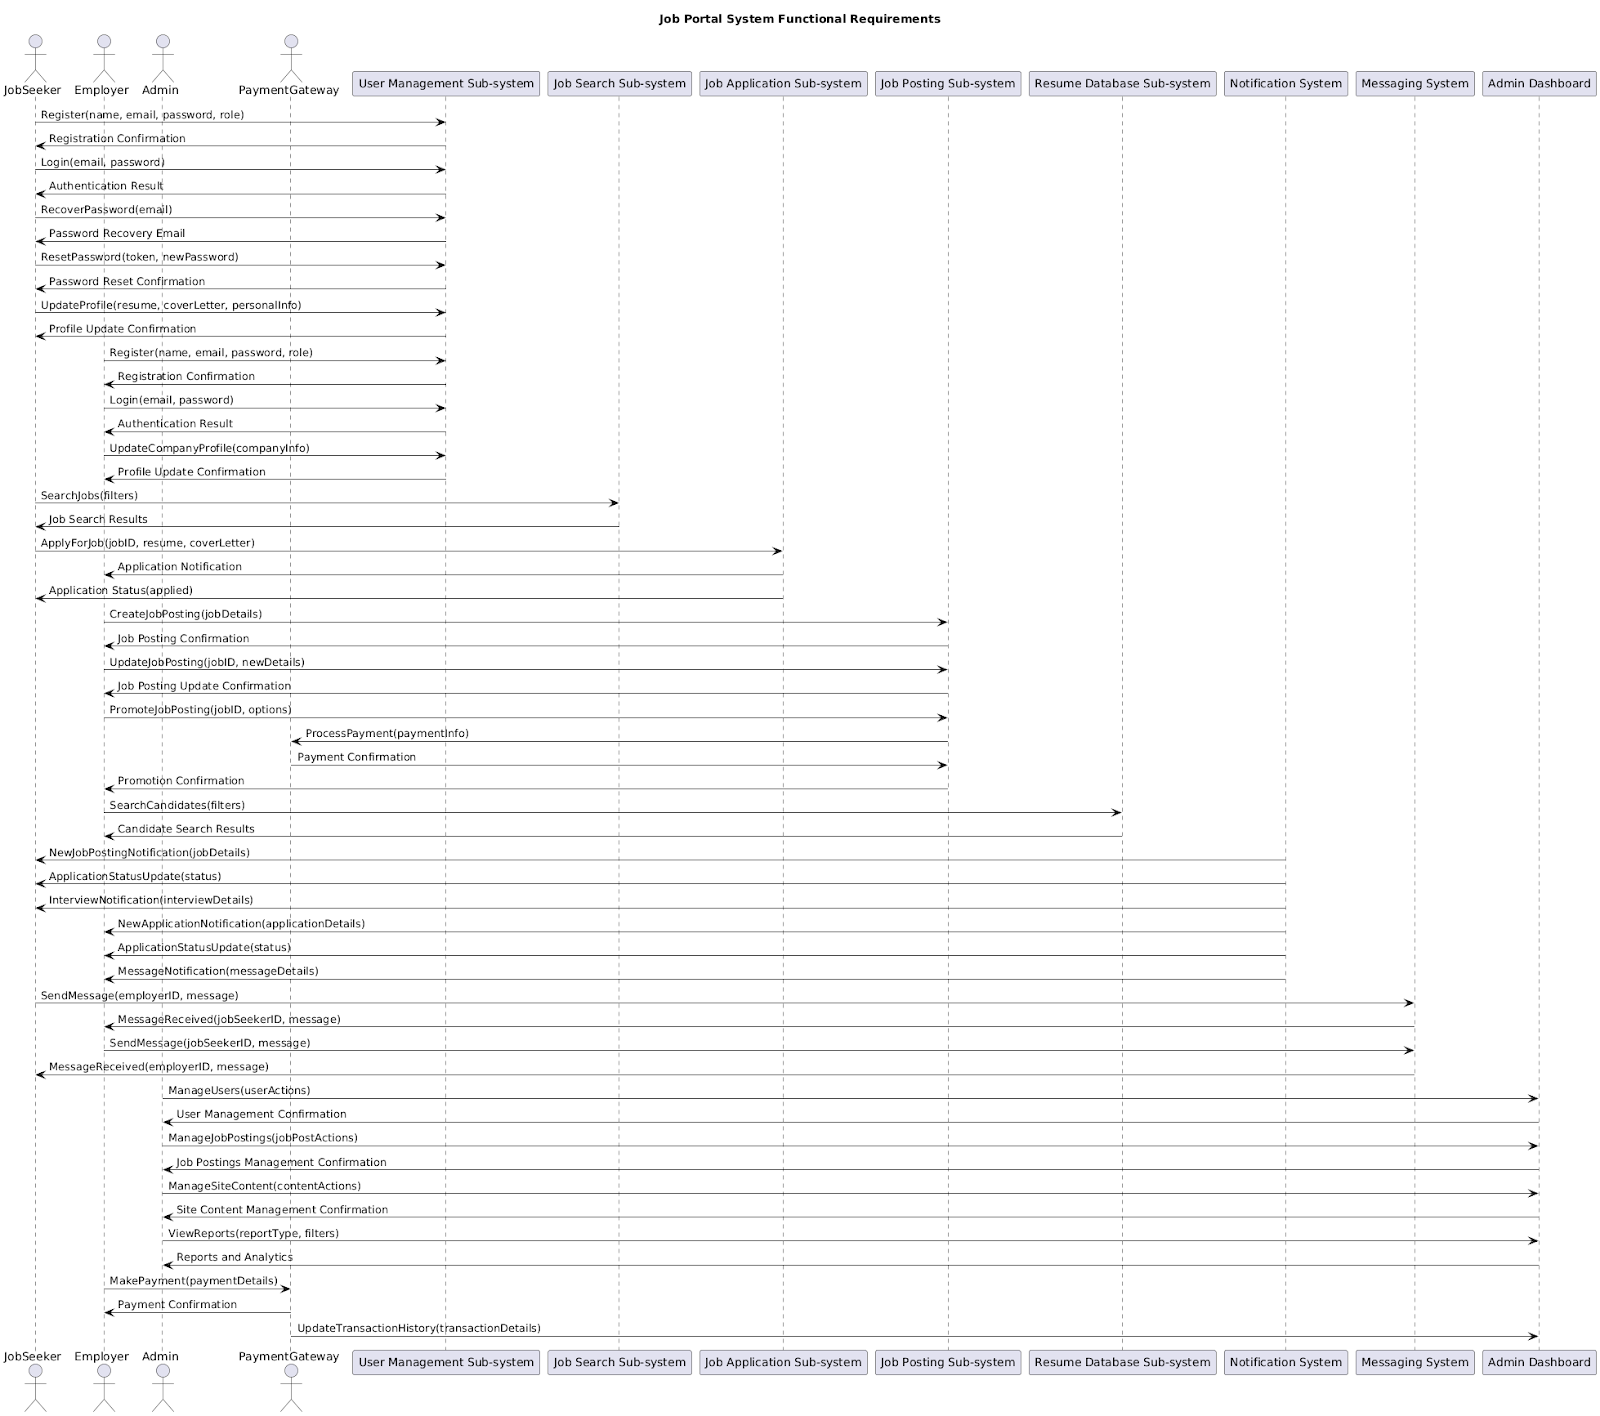 Job Portal System Functional Requirements
JobSeeker
Employer
Admin
PaymentGateway
User Management Sub-system
Job Search Sub-system
Job Application Sub-system
Job Posting Sub-system
Resume Database Sub-system
Notification System
Messaging System
Admin Dashboard
Register(name, email, password, role)
Registration Confirmation
Login(email, password)
Authentication Result
RecoverPassword(email)
Password Recovery Email
ResetPassword(token, newPassword)
Password Reset Confirmation
UpdateProfile(resume, coverLetter, personalInfo)
Profile Update Confirmation
Register(name, email, password, role)
Registration Confirmation
Login(email, password)
Authentication Result
UpdateCompanyProfile(companyInfo)
Profile Update Confirmation
SearchJobs(filters)
Job Search Results
ApplyForJob(jobID, resume, coverLetter)
Application Notification
Application Status(applied)
CreateJobPosting(jobDetails)
Job Posting Confirmation
UpdateJobPosting(jobID, newDetails)
Job Posting Update Confirmation
PromoteJobPosting(jobID, options)
ProcessPayment(paymentInfo)
Payment Confirmation
Promotion Confirmation
SearchCandidates(filters)
Candidate Search Results
NewJobPostingNotification(jobDetails)
ApplicationStatusUpdate(status)
InterviewNotification(interviewDetails)
NewApplicationNotification(applicationDetails)
ApplicationStatusUpdate(status)
MessageNotification(messageDetails)
SendMessage(employerID, message)
MessageReceived(jobSeekerID, message)
SendMessage(jobSeekerID, message)
MessageReceived(employerID, message)
ManageUsers(userActions)
User Management Confirmation
ManageJobPostings(jobPostActions)
Job Postings Management Confirmation
ManageSiteContent(contentActions)
Site Content Management Confirmation
ViewReports(reportType, filters)
Reports and Analytics
MakePayment(paymentDetails)
Payment Confirmation
UpdateTransactionHistory(transactionDetails)
JobSeeker
Employer
Admin
PaymentGateway
User Management Sub-system
Job Search Sub-system
Job Application Sub-system
Job Posting Sub-system
Resume Database Sub-system
Notification System
Messaging System
Admin Dashboard